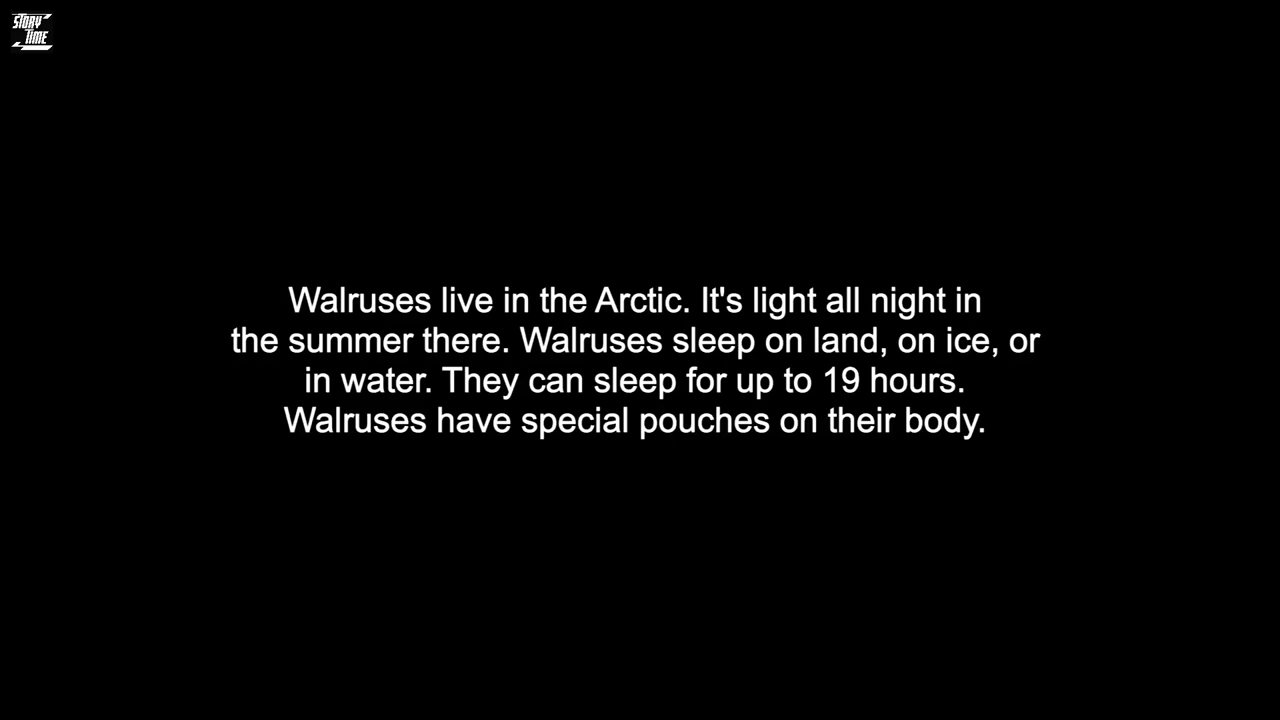 STORY
TIME
Walruses live in the Arctic. It's light all night in
the summer there. Walruses sleep on land, on ice, or
in water. They can sleep for up to 19 hours.
Walruses have special pouches on their body.